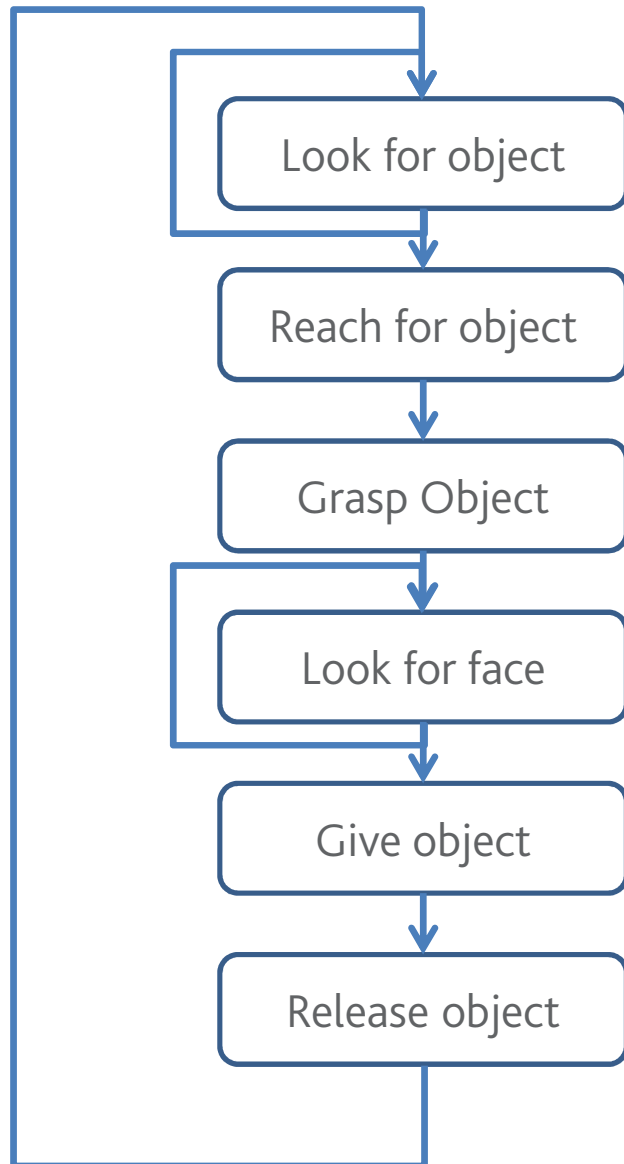 Look for object
Reach for object
Grasp Object
Look for face
Give object
Release object